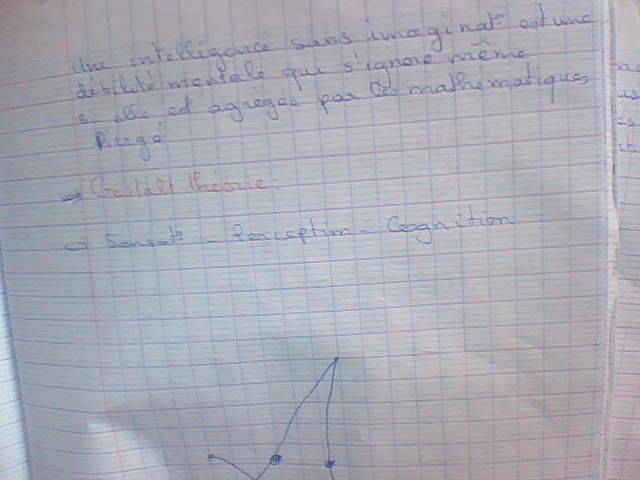 Une intelligence sans imaginat° est une
débilité mentale qui s'ignore même
si elle est agrégée par les mathématiques
→ Gestalt théorie.
→ Sensat° - Perception - Cognition